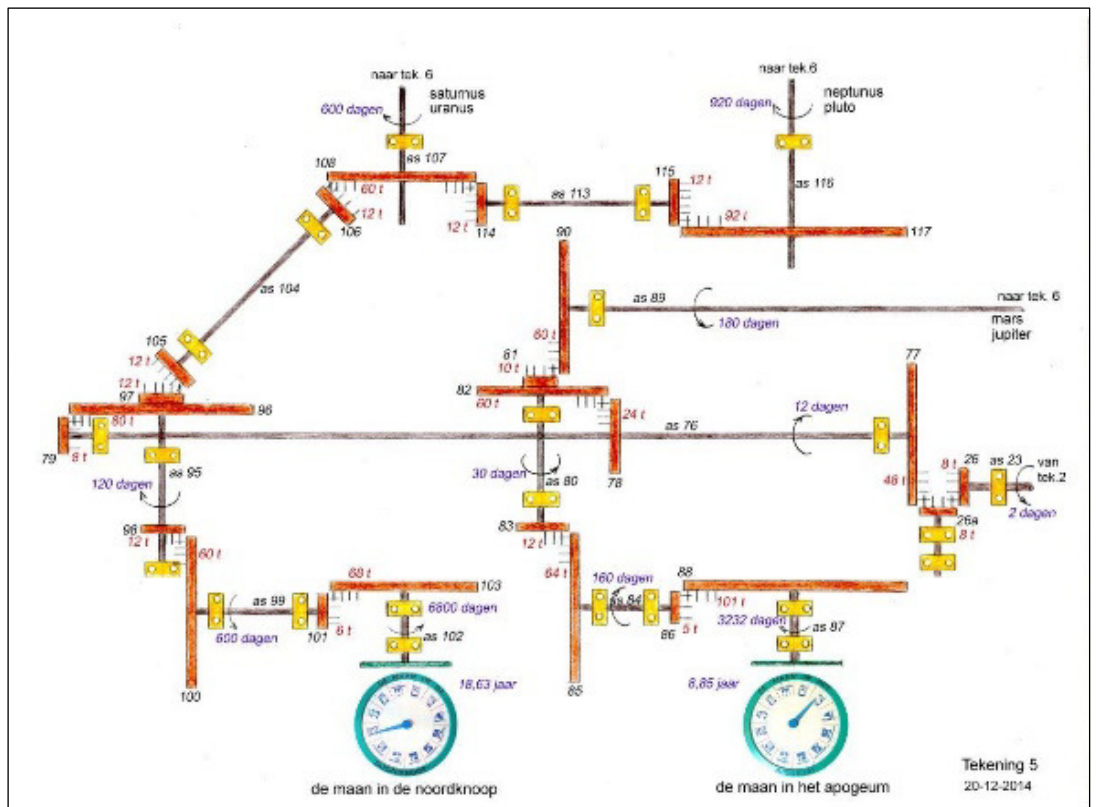 naar tek. 6
saturnus
uranus
600 dagen
as 107
108
60 t
12 t
106
12 t
114
as 113
115
12 t
92 t
117
naar tek.6
neptunus
pluto
920 dagen
as 116
as 104
90
as 89
naar tek. 6
mars
jupiter
180 dagen
60 t
105
12 t
12 t
97
96
80 t
79
8 t
81
10 t
82
60 t
24 t
78
as 76
12 dagen
77
48 t
8 t
26
as 23
van
tek.2
2 dagen
26a
8 t
as 95
120 dagen
98
12 t
60 t
30 dagen
as 80
83
12 t
64 t
as 99
600 dagen
100
101
6 t
68 t
103
6800 dagen
as 102
18,63 jaar
160 dagen
as 84
85
86
5 t
88
101 t
3232 dagen
as 87
8,85 jaar
de maan in de noordknoop
de maan in het apogeum
Tekening 5
20-12-2014